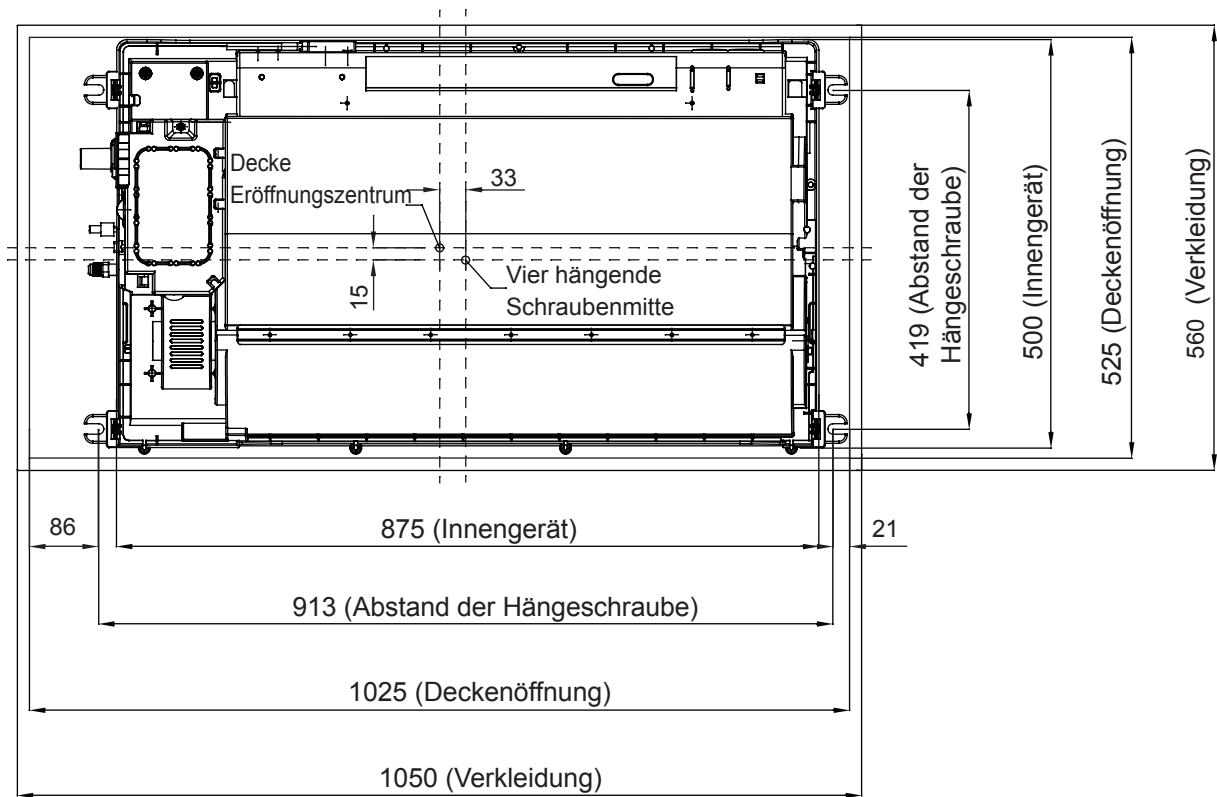 Decke
Eröffnungszentrum
33
15
Vier hängende
Schraubenmitte
419 (Abstand der
Hängeschraube)
500 (Innengerät)
525 (Deckenöffnung)
560 (Verkleidung)
86
875 (Innengerät)
21
913 (Abstand der Hängeschraube)
1025 (Deckenöffnung)
1050 (Verkleidung)